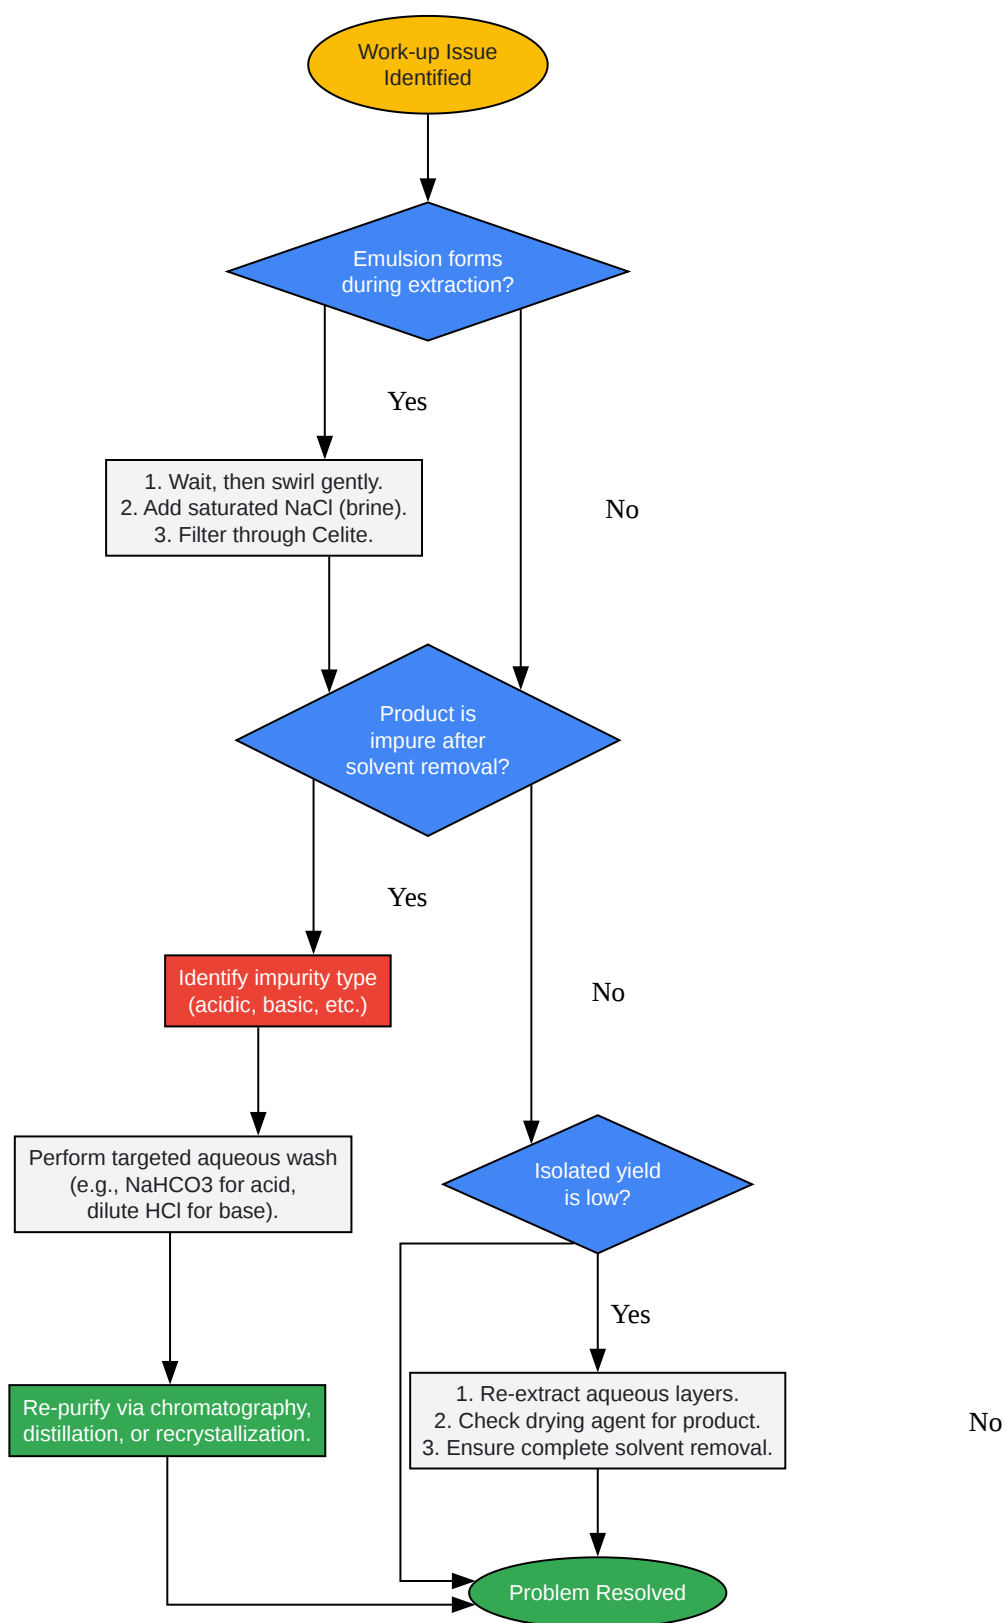 Work-up Issue
Identified
Emulsion forms
during extraction?
Yes
1. Wait, then swirl gently.
2. Add saturated NaCl (brine).
3. Filter through Celite.
No
Product is
impure after
solvent removal?
Yes
Identify impurity type
(acidic, basic, etc.)
No
Perform targeted aqueous wash
(e.g., NaHCO3 for acid,
dilute HCl for base).
Isolated yield
is low?
Yes
Re-purify via chromatography,
distillation, or recrystallization.
1. Re-extract aqueous layers.
2. Check drying agent for product.
3. Ensure complete solvent removal.
No
Problem Resolved